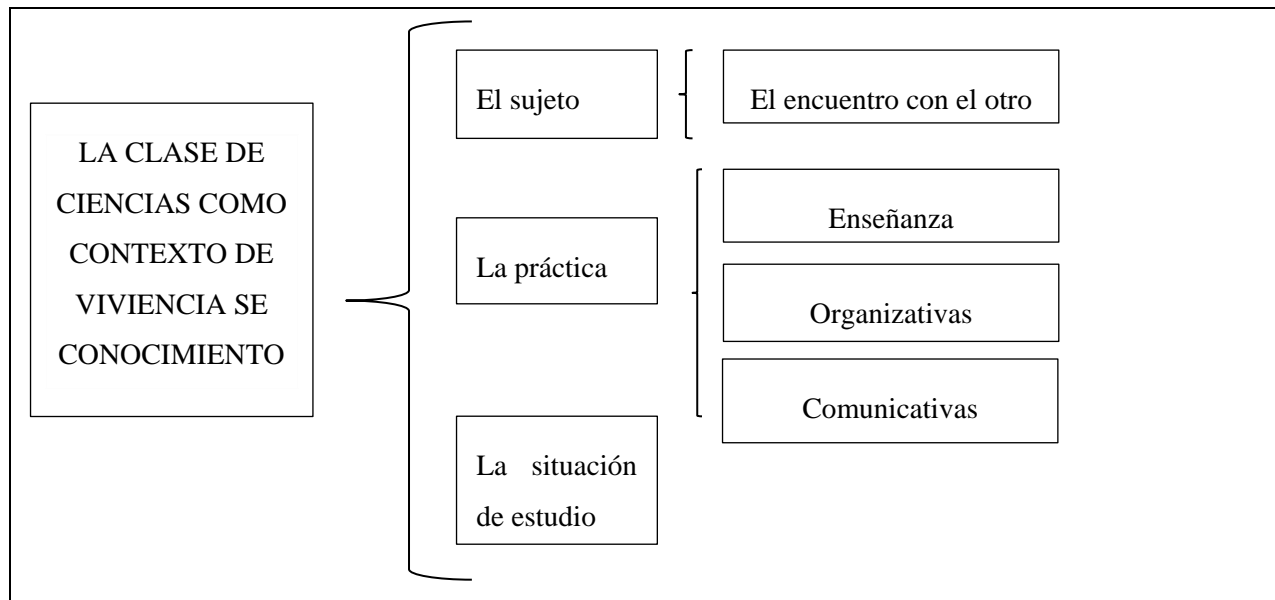 LA CLASE DE
CIENCIAS COMO
CONTEXTO DE
VIVIENCIA SE
CONOCIMIENTO
El sujeto
El encuentro con el otro
La práctica
Enseñanza
Organizativas
Comunicativas
La situación
de estudio